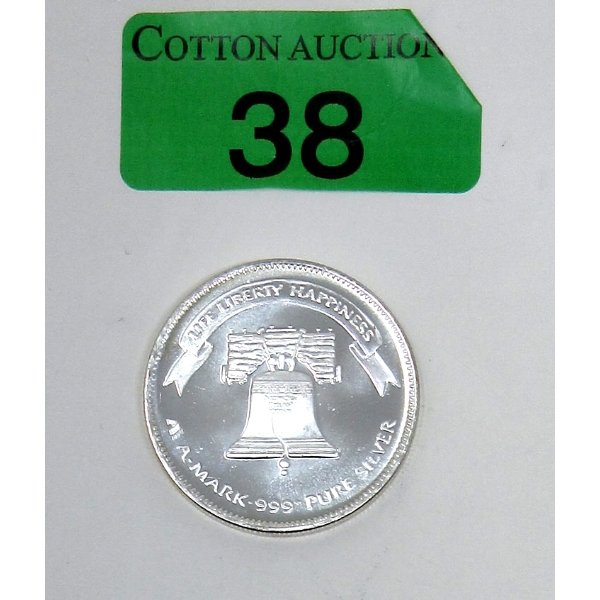 COTTON AUCTION
38
LIFE LIBERTY HAPPINESS
A-MARK·999+ PURE SILVER